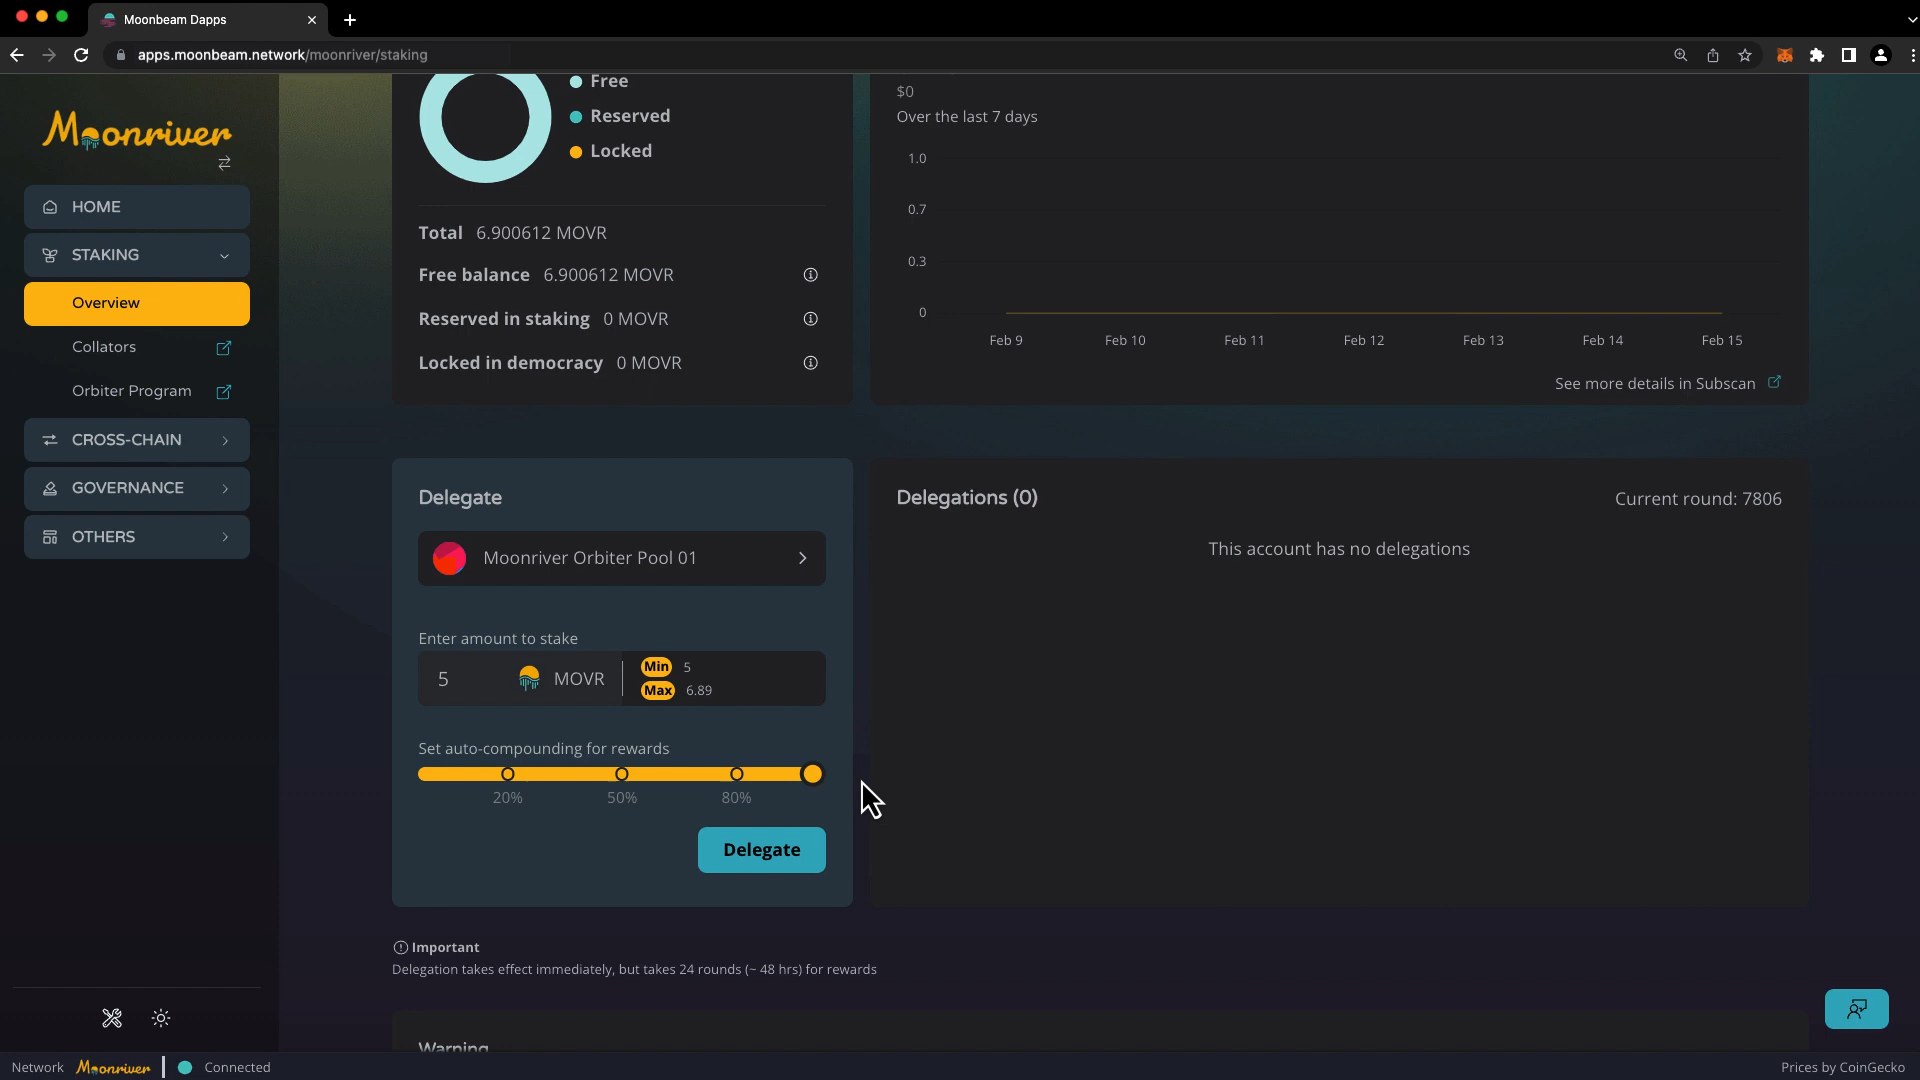 Moonbeam Dapps
apps.moonbeam.network/moonriver/staking
Moonriver
HOME
STAKING
Overview
Collators
Orbiter Program
CROSS-CHAIN
GOVERNANCE
OTHERS
Free
Reserved
Locked
Total 6.900612 MOVR
Free balance 6.900612 MOVR
Reserved in staking 0 MOVR
Locked in democracy 0 MOVR
$0
Over the last 7 days
1.0
0.7
0.3
0
Feb 9 Feb 10 Feb 11 Feb 12 Feb 13 Feb 14 Feb 15
See more details in Subscan
Delegate
Moonriver Orbiter Pool 01
Enter amount to stake
5 MOVR
Min 5
Max 6.89
Set auto-compounding for rewards
20% 50% 80%
Delegate
Delegations (0)
Current round: 7806
This account has no delegations
Important
Delegation takes effect immediately, but takes 24 rounds (~ 48 hrs) for rewards
Warning
Network Moonriver Connected
Prices by CoinGecko